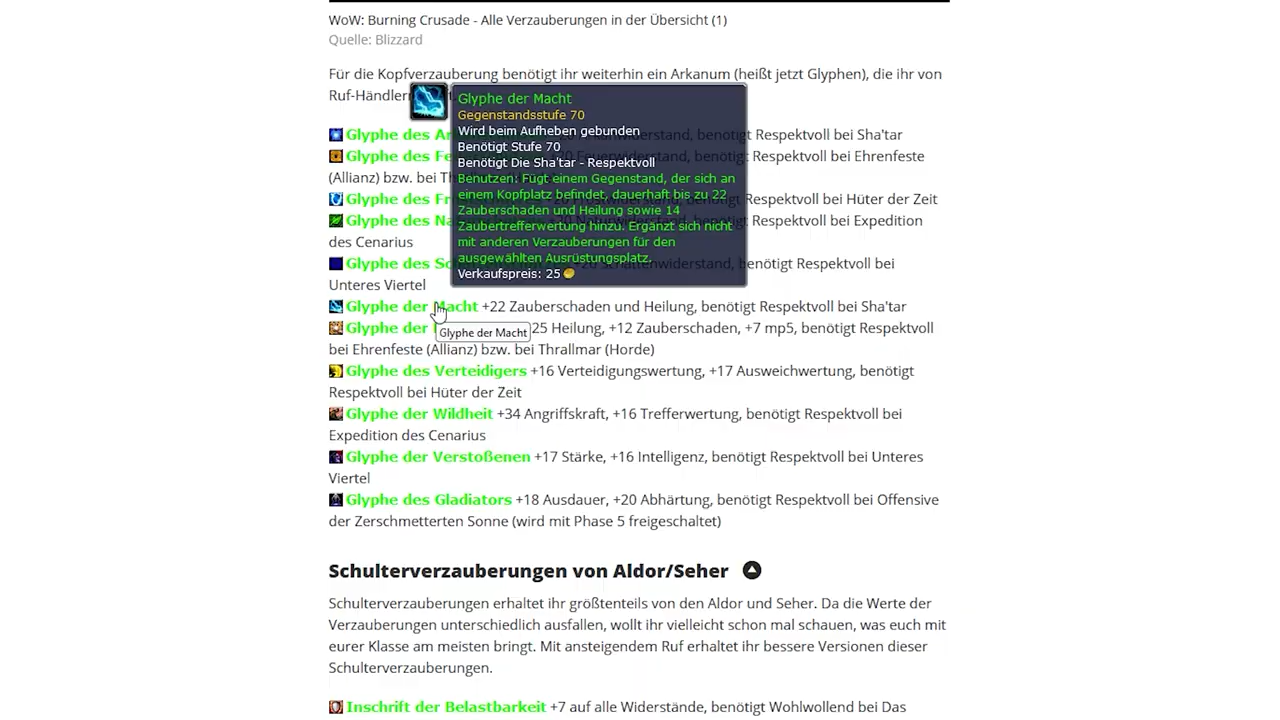 WoW: Burning Crusade - Alle Verzauberungen in der Übersicht (1)
Quelle: Blizzard
Für die Kopfverzauberung benötigt ihr weiterhin ein Arkanum (heißt jetzt Glyphen), die ihr von
Ruf-Händlern
Glyphe der Macht
Gegenstandsstufe 70
Wird beim Aufheben gebunden
Benötigt Stufe 70
Benötigt Die Sha'tar - Respektvoll
Benutzen: Fügt einem Gegenstand, der sich an
einem Kopfplatz befindet, dauerhaft bis zu 22
Zauberschaden und Heilung sowie 14
Zaubertrefferwertung hinzu. Ergänzt sich nicht
mit anderen Verzauberungen für den
ausgewählten Ausrüstungsplatz.
Verkaufspreis: 25
Glyphe des benötigt Respektvoll bei Sha'tar
Glyphe des +20 Feuerwiderstand, benötigt Respektvoll bei Ehrenfeste
(Allianz) bzw. bei
Glyphe des benötigt Respektvoll bei Hüter der Zeit
Glyphe des benötigt Respektvoll bei Expedition
des Cenarius
Glyphe des +20 Schattenwiderstand, benötigt Respektvoll bei
Unteres Viertel
Glyphe der Macht +22 Zauberschaden und Heilung, benötigt Respektvoll bei Sha'tar
Glyphe der 25 Heilung, +12 Zauberschaden, +7 mp5, benötigt Respektvoll
Glyphe der Macht
bei Ehrenfeste (Allianz) bzw. bei Thrallmar (Horde)
Glyphe des Verteidigers +16 Verteidigungswertung, +17 Ausweichwertung, benötigt
Respektvoll bei Hüter der Zeit
Glyphe der Wildheit +34 Angriffskraft, +16 Trefferwertung, benötigt Respektvoll bei
Expedition des Cenarius
Glyphe der Verstoßenen +17 Stärke, +16 Intelligenz, benötigt Respektvoll bei Unteres
Viertel
Glyphe des Gladiators +18 Ausdauer, +20 Abhärtung, benötigt Respektvoll bei Offensive
der Zerschmetterten Sonne (wird mit Phase 5 freigeschaltet)
Schulterverzauberungen von Aldor/Seher
Schulterverzauberungen erhaltet ihr größtenteils von den Aldor und Seher. Da die Werte der
Verzauberungen unterschiedlich ausfallen, wollt ihr vielleicht schon mal schauen, was euch mit
eurer Klasse am meisten bringt. Mit ansteigendem Ruf erhaltet ihr bessere Versionen dieser
Schulterverzauberungen.
Inschrift der Belastbarkeit +7 auf alle Widerstände, benötigt Wohlwollend bei Das